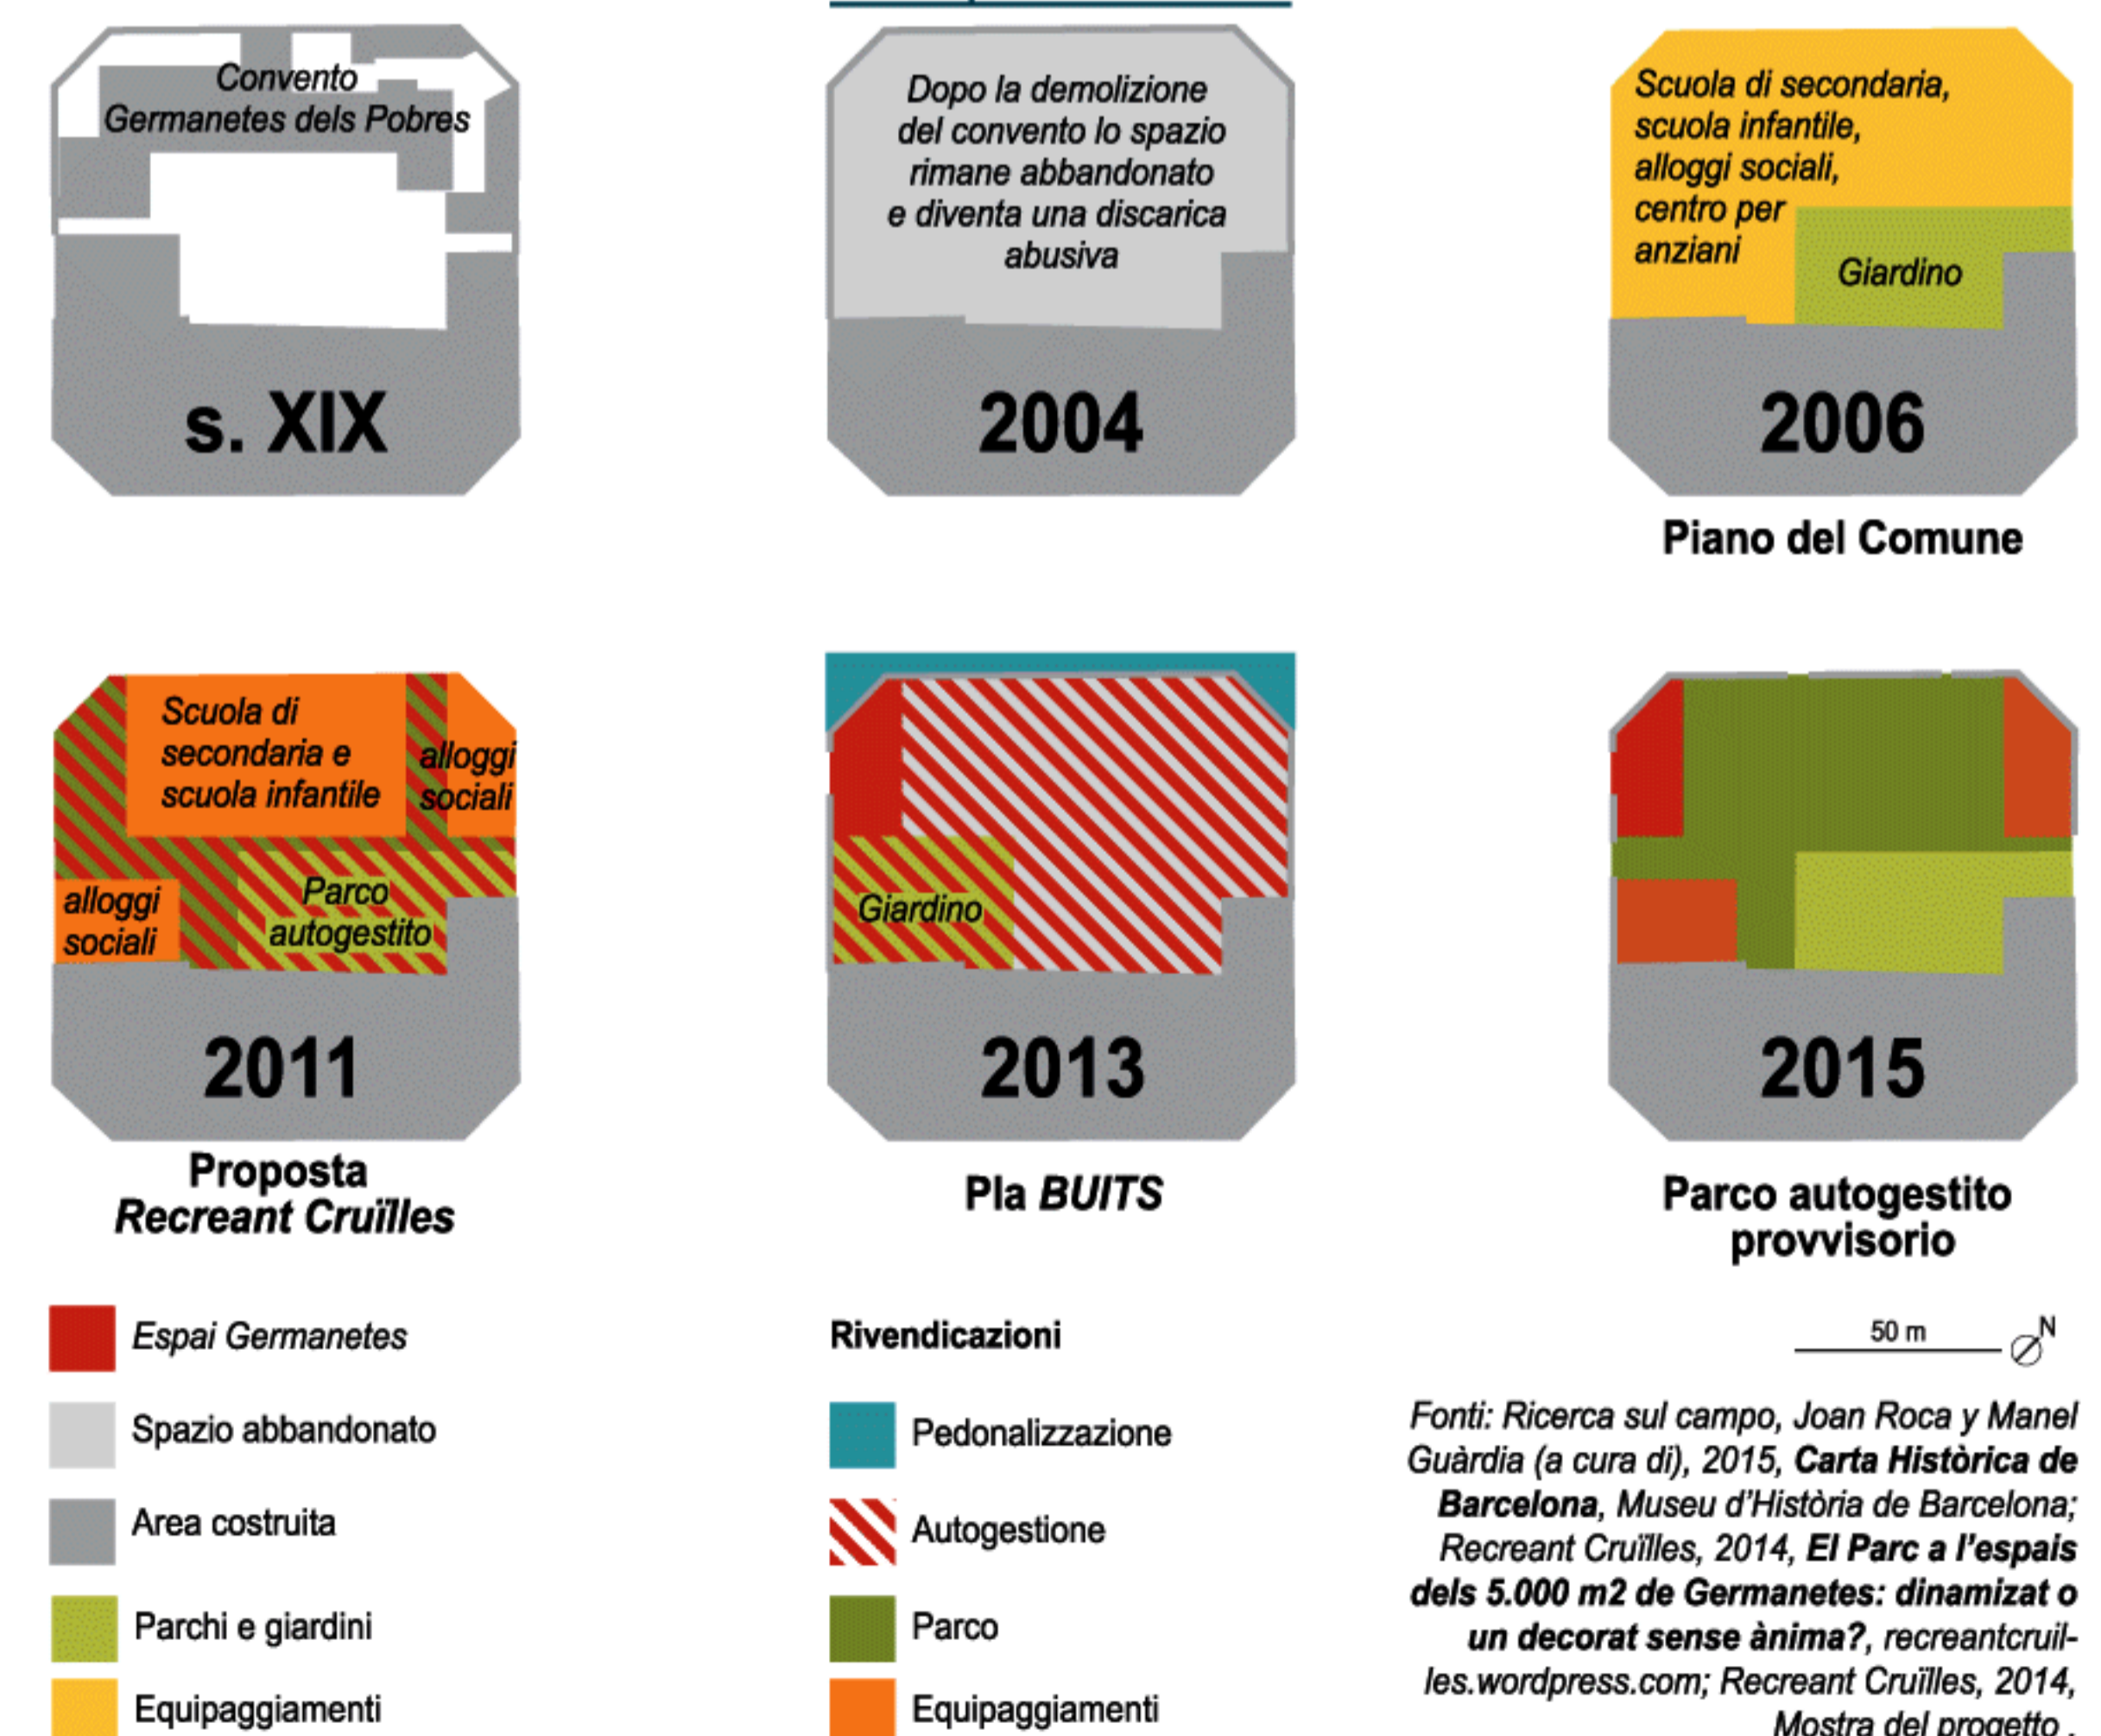 Convento
Germanetes dels Pobres
s. XIX
Dopo la demolizione
del convento lo spazio
rimane abbandonato
e diventa una discarica
abusiva
2004
Scuola di secondaria,
scuola infantile,
alloggi sociali,
centro per
anziani
Giardino
2006
Piano del Comune
Scuola di
secondaria e
scuola infantile
alloggi
sociali
alloggi
sociali
Parco
autogestito
2011
Proposta
Recreant Cruïlles
Giardino
2013
Pla BUITS
2015
Parco autogestito
provvisorio
Espai Germanetes
Spazio abbandonato
Area costruita
Parchi e giardini
Equipaggiamenti
Rivendicazioni
Pedonalizzazione
Autogestione
Parco
Equipaggiamenti
50 m
N
Fonti: Ricerca sul campo, Joan Roca y Manel
Guàrdia (a cura di), 2015, Carta Històrica de
Barcelona, Museu d'Història de Barcelona;
Recreant Cruïlles, 2014, El Parc a l'espais
dels 5.000 m2 de Germanetes: dinamizat o
un decorat sense ànima?, recreantcruil-
les.wordpress.com; Recreant Cruïlles, 2014,
Mostra del progetto .